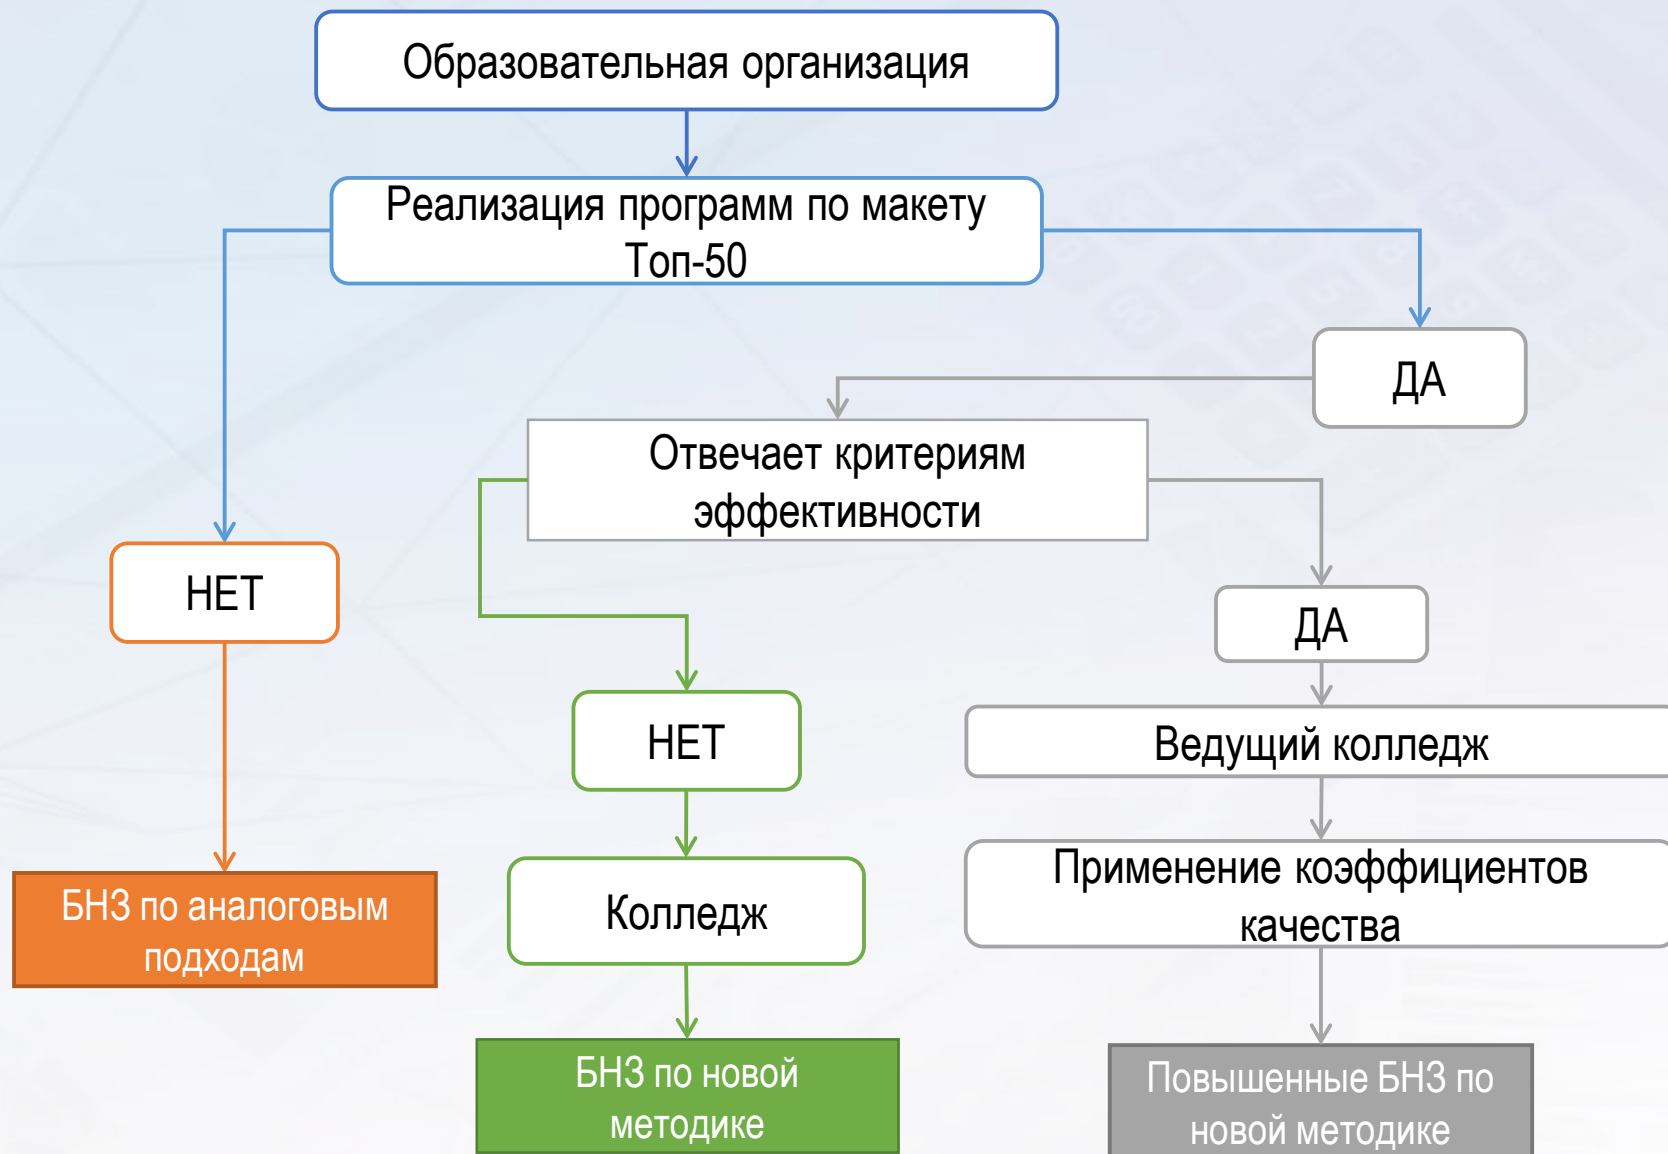 Образовательная организация
Реализация программ по макету
Топ-50
ДА
Отвечает критериям
эффективности
НЕТ
ДА
НЕТ
Ведущий колледж
Применение коэффициентов
качества
БНЗ по аналоговым
подходам
Колледж
БНЗ по новой
методике
Повышенные БНЗ по
новой методике